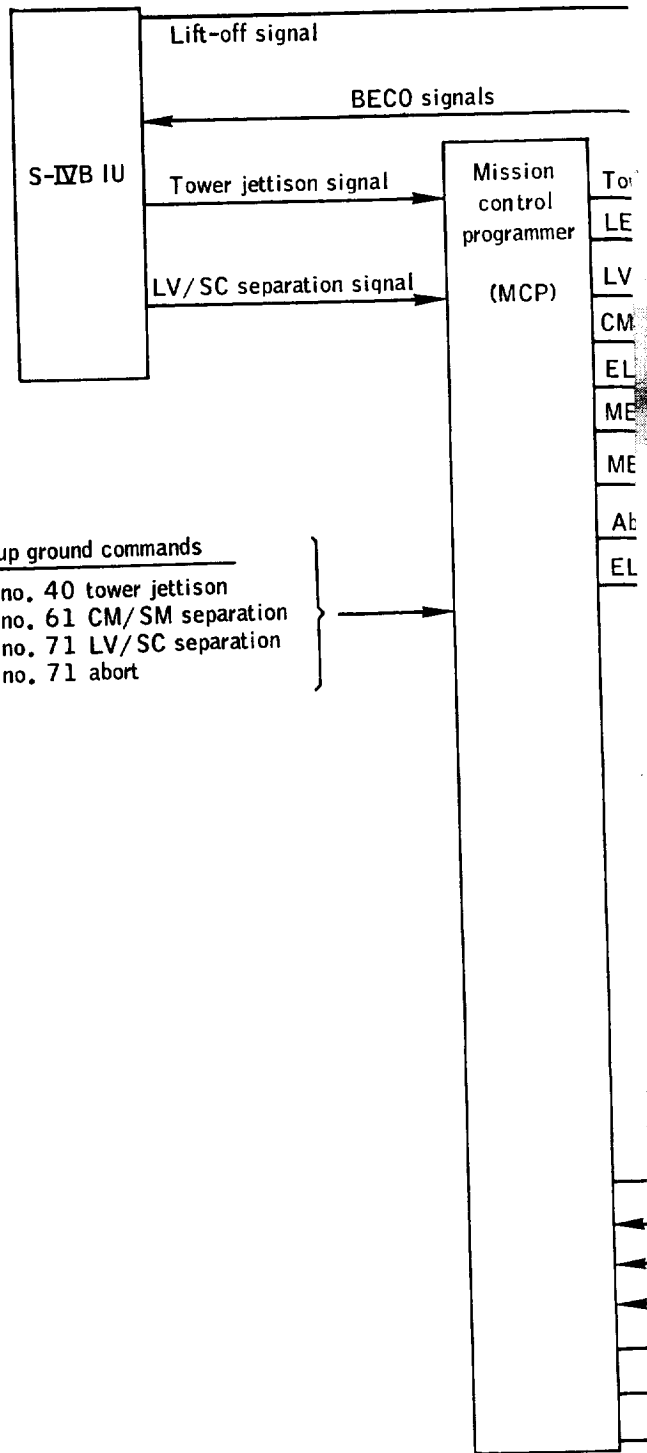 Lift-off signal
BECO signals
S-IVB IU
Tower jettison signal
LV/SC separation signal
Mission
control
programmer
(MCP)
LV
CM
up ground commands
no. 40 tower jettison
no. 61 CM/SM separation
no. 71 LV/SC separation
no. 71 abort